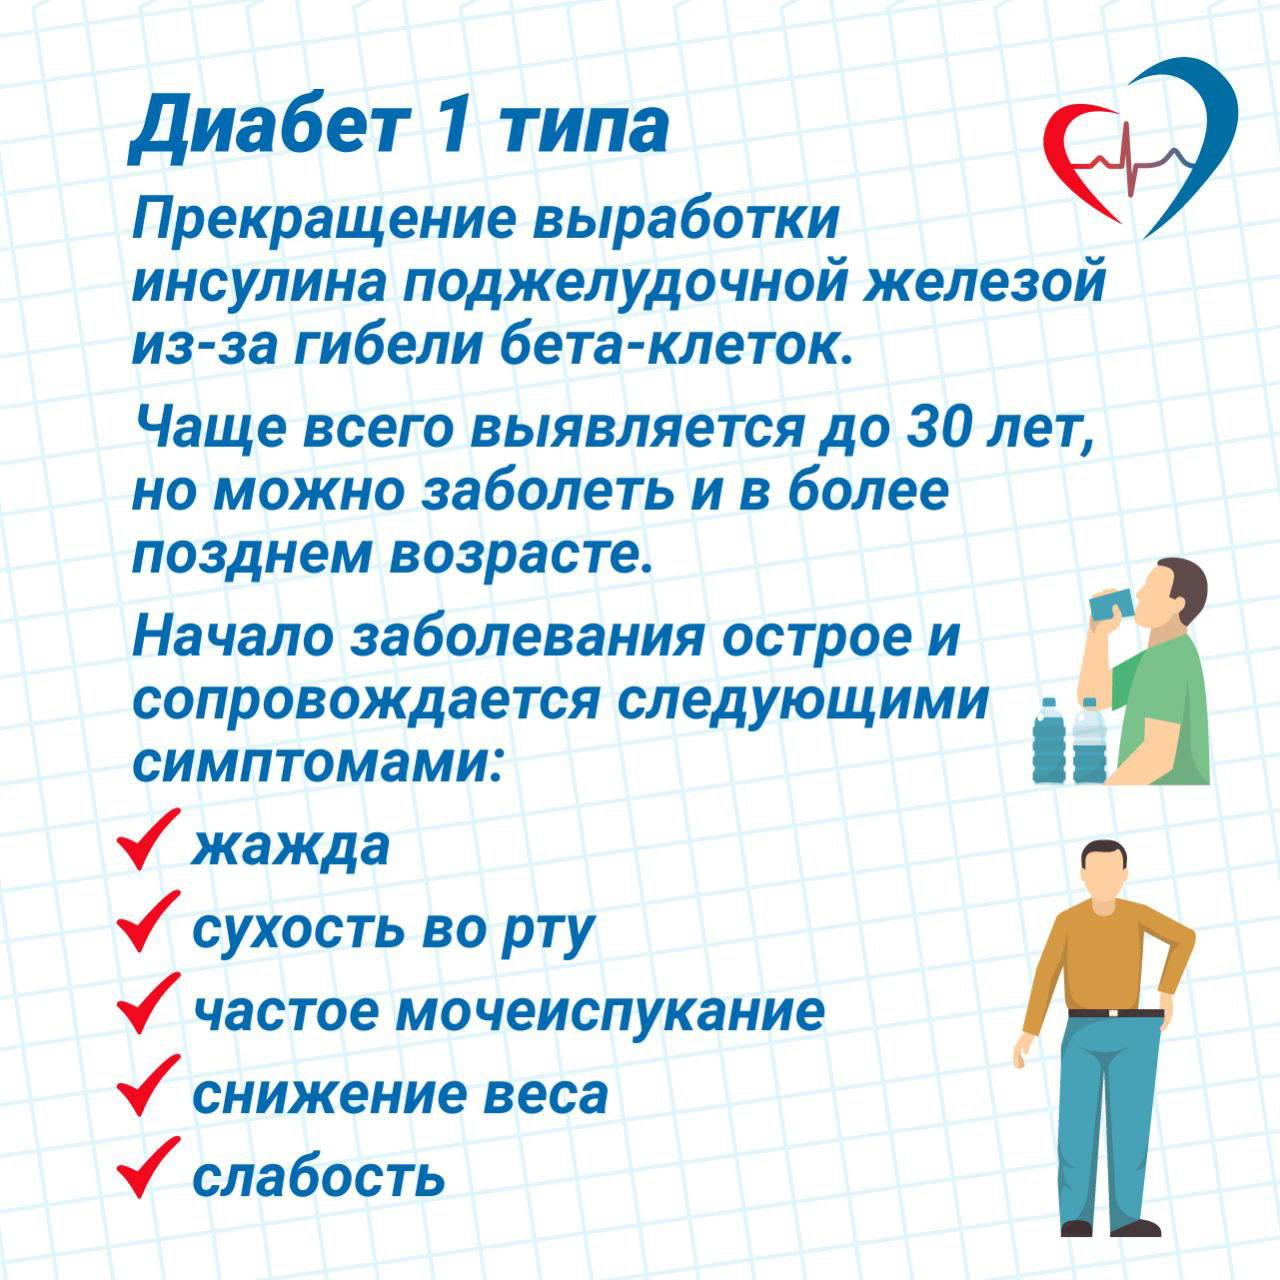 Диабет 1 типа
Прекращение выработки
инсулина поджелудочной железой
из-за гибели бета-клеток.
Чаще всего выявляется до 30 лет,
но можно заболеть и в более
позднем возрасте.
Начало заболевания острое и
сопровождается следующими
симптомами:
жажда
сухость во рту
частое мочеиспукание
снижение веса
слабость